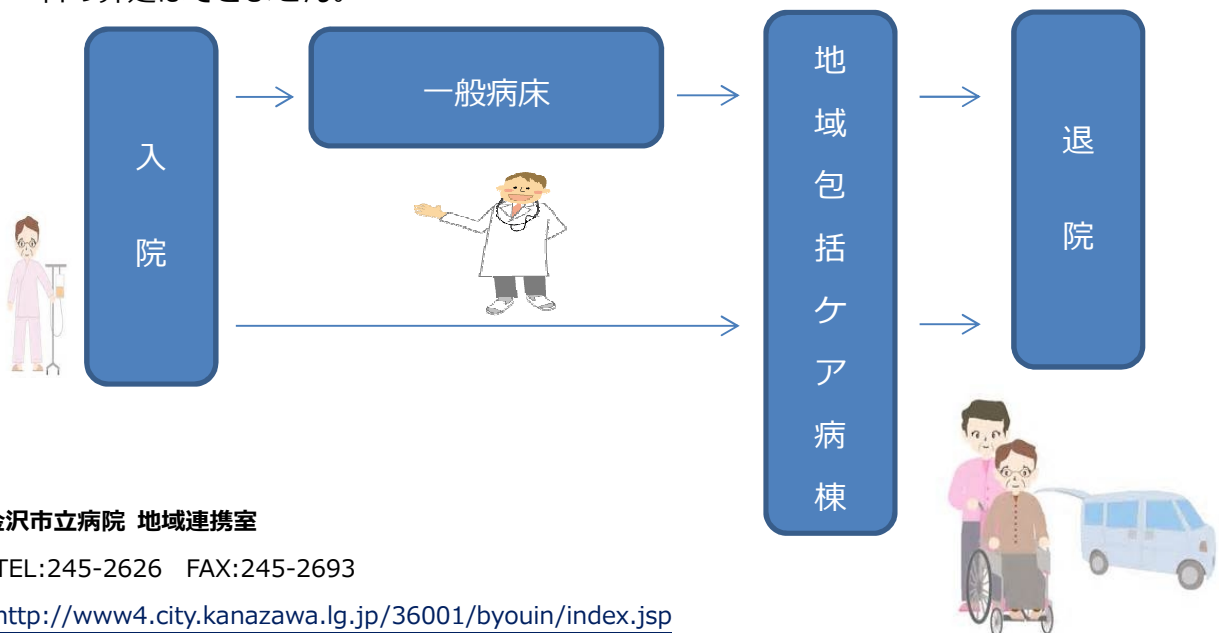 入院
一般病床
地域包括ケア病棟
退院
金沢市立病院 地域連携室
TEL:245-2626 FAX:245-2693
http://www4.city.kanazawa.lg.jp/36001/byouin/index.jsp